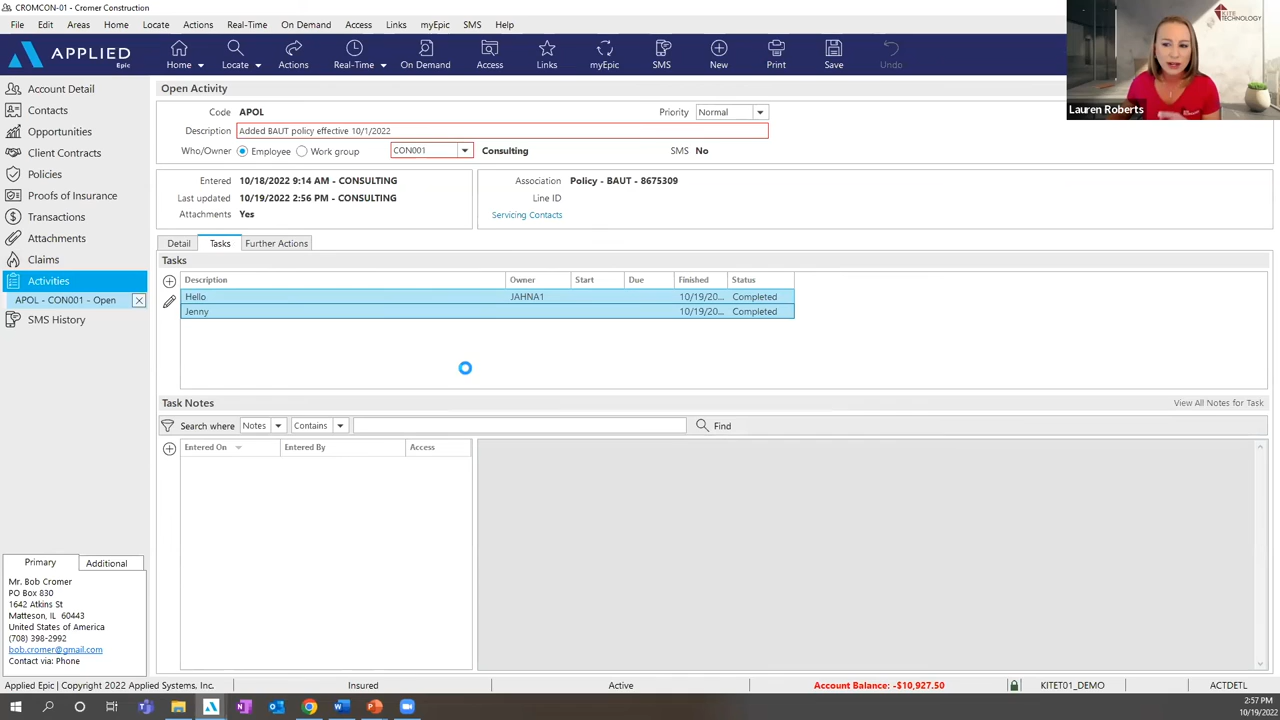 CROMCON-01 - Cromer Construction
File Edit Areas Home Locate Actions Real-Time On Demand Access Links myEpic SMS Help
APPLIED
Epic
Home Locate Actions Real-Time On Demand Access Links myEpic SMS New Print Save Undo
KITE
TECHNOLOGY
Lauren Roberts
Account Detail
Contacts
Opportunities
Client Contracts
Policies
Proofs of Insurance
Transactions
Attachments
Claims
Activities
APOL - CON001 - Open
SMS History
Open Activity
Code APOL Priority Normal
Description Added BAUT policy effective 10/1/2022
Who/Owner Employee Work group CON001 Consulting SMS No
Entered 10/18/2022 9:14 AM - CONSULTING
Last updated 10/19/2022 2:56 PM - CONSULTING
Attachments Yes
Association Policy - BAUT - 8675309
Line ID
Servicing Contacts
Detail Tasks Further Actions
Tasks
Description Owner Start Due Finished Status
Hello JAHNA1 10/19/20... Completed
Jenny 10/19/20... Completed
Task Notes View All Notes for Task
Search where Notes Contains Find
Entered On Entered By Access
Primary Additional
Mr. Bob Cromer
PO Box 830
1642 Atkins St
Matteson, IL 60443
United States of America
(708) 398-2992
bob.cromer@gmail.com
Contact via: Phone
Applied Epic | Copyright 2022 Applied Systems, Inc. Insured Active Account Balance: -$10,927.50 KITET01_DEMO ACTDETL
2:57 PM
10/19/2022